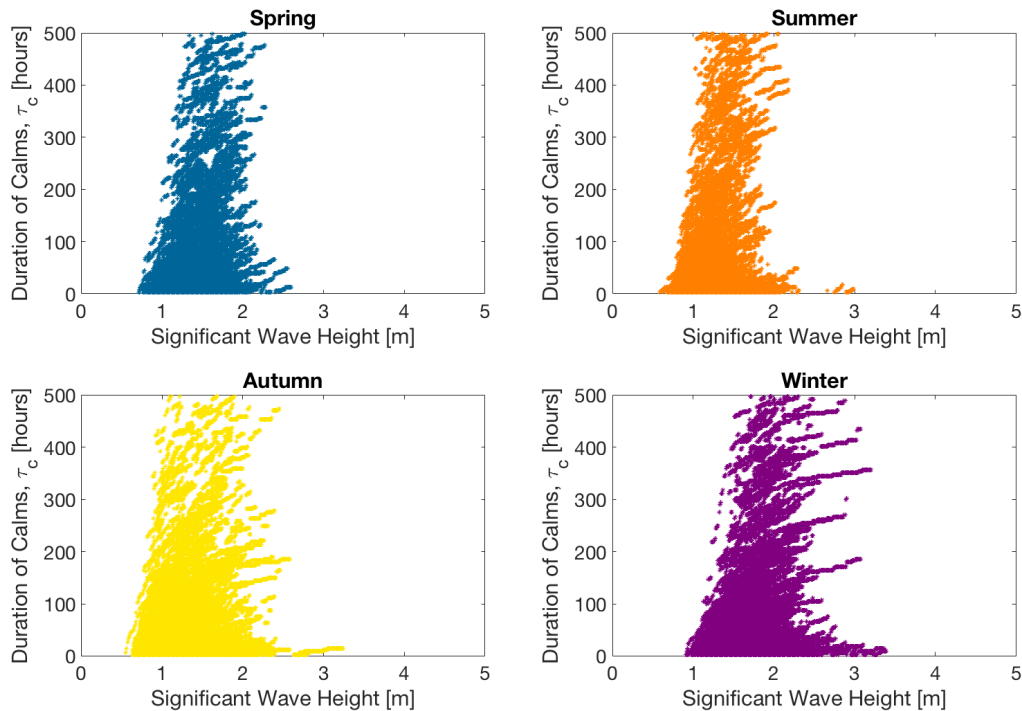 Spring
500
400
300
200
100
0
Duration of Calms, τc [hours]
0 1 2 3 4 5
Significant Wave Height [m]
Summer
500
400
300
200
100
0
Duration of Calms, τc [hours]
0 1 2 3 4 5
Significant Wave Height [m]
Autumn
500
400
300
200
100
0
Duration of Calms, τc [hours]
0 1 2 3 4 5
Significant Wave Height [m]
Winter
500
400
300
200
100
0
Duration of Calms, τc [hours]
0 1 2 3 4 5
Significant Wave Height [m]